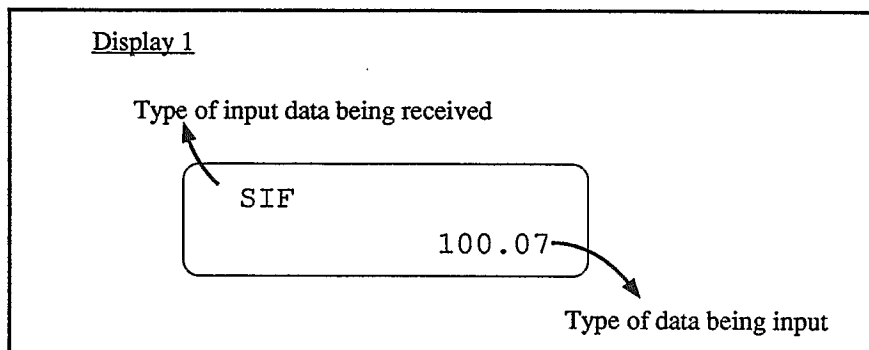 Display 1
Type of input data being received
SIF
100.07
Type of data being input